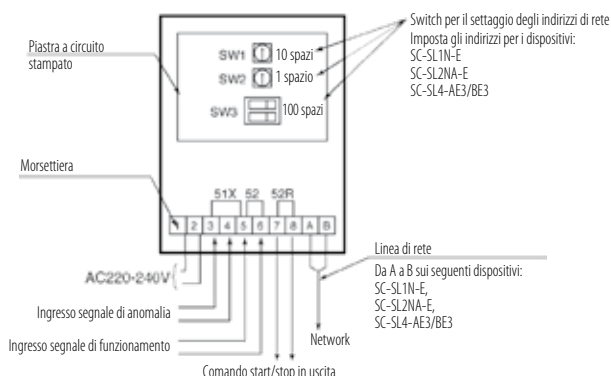 Switch per il settaggio degli indirizzi di rete
Imposta gli indirizzi per i dispositivi:
SC-SL1N-E
SC-SL2NA-E
SC-SL4-AE3/BE3
Piastra a circuito
stampato
SW1 10 spazi
SW2 1 spazio
SW3 100 spazi
Morsettiera
51X 52 52R
1 2 3 4 5 6 7 8 A B
AC220-240V
Linea di rete
Da A a B sui seguenti dispositivi:
SC-SL1N-E,
SC-SL2NA-E,
SC-SL4-AE3/BE3
Ingresso segnale di anomalia
Network
Ingresso segnale di funzionamento
Comando start/stop in uscita